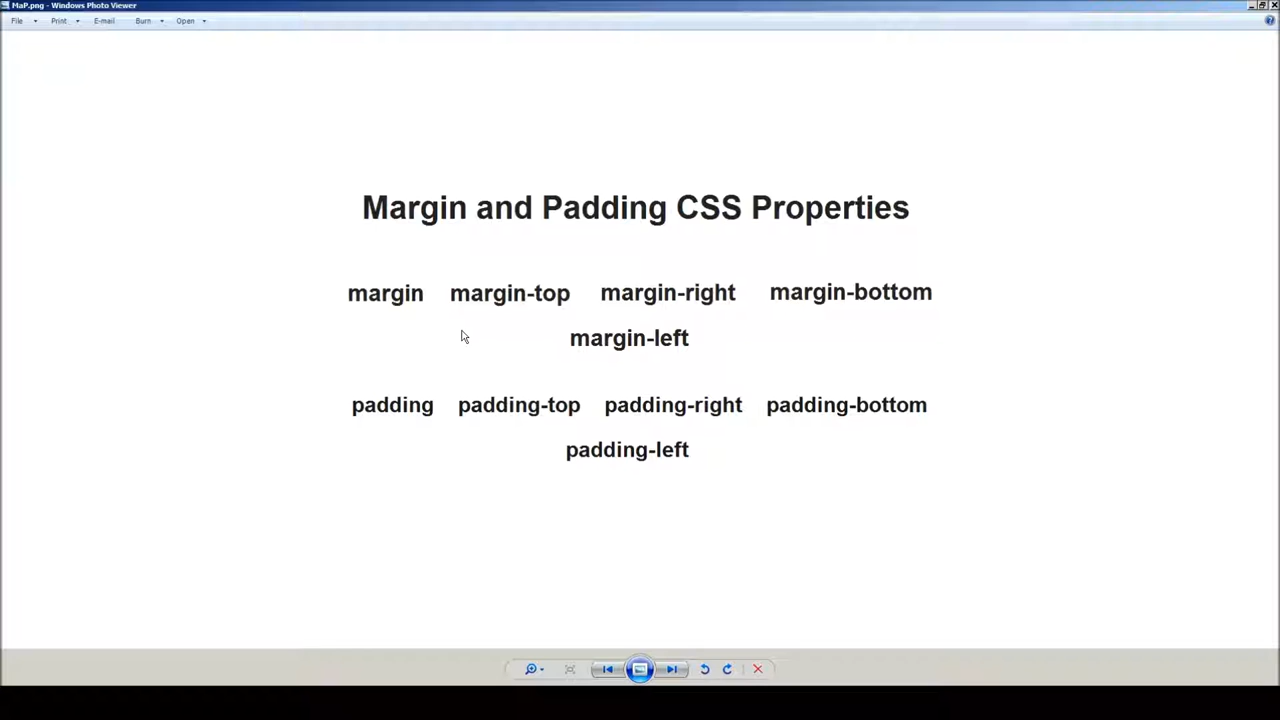 MaP.png - Windows Photo Viewer
File Print E-mail Burn Open
Margin and Padding CSS Properties
margin margin-top margin-right margin-bottom
margin-left
padding padding-top padding-right padding-bottom
padding-left